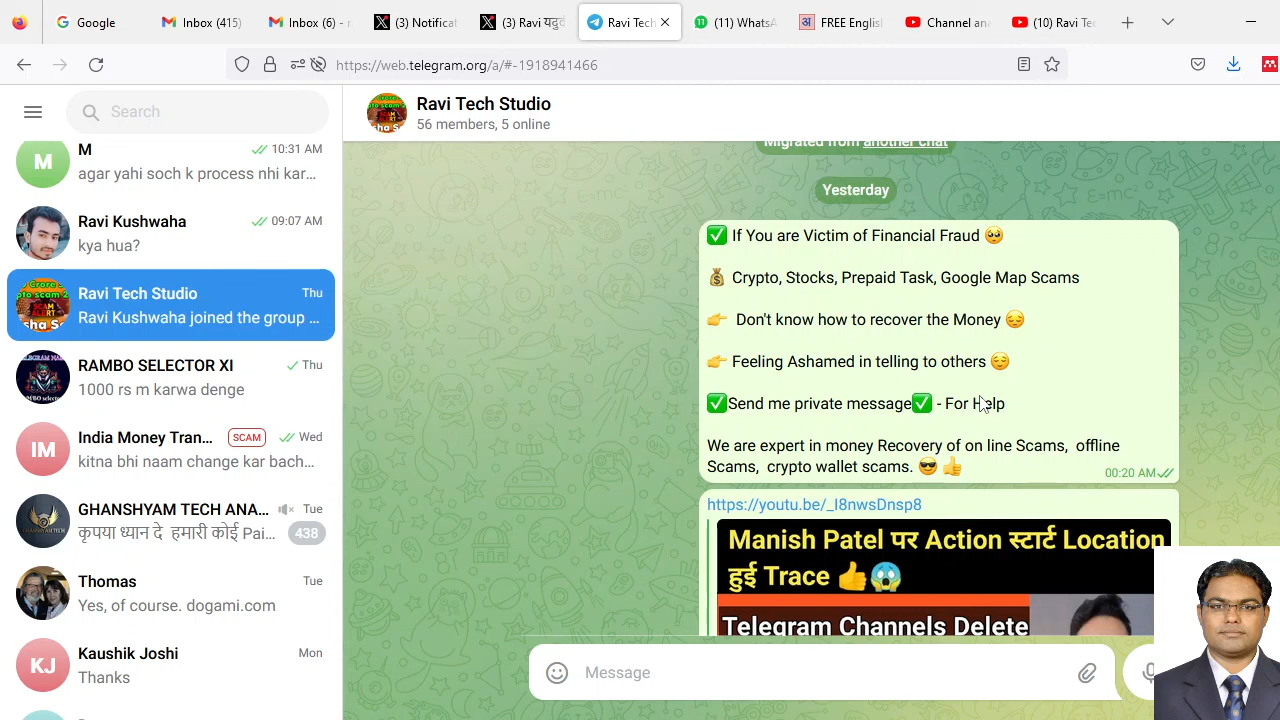 Google
Inbox (415)
Inbox (6) - r
(3) Notificat
(3) Ravi यदुवं
Ravi Tech
(11) WhatsA
FREE Englis
Channel ana
(10) Ravi Tec
https://web.telegram.org/a/#-1918941466
Search
M
10:31 AM
agar yahi soch k process nhi kar...
Ravi Kushwaha
09:07 AM
kya hua?
Ravi Tech Studio
Thu
Ravi Kushwaha joined the group ...
RAMBO SELECTOR XI
Thu
1000 rs m karwa denge
India Money Tran...
SCAM
Wed
kitna bhi naam change kar bach...
GHANSHYAM TECH ANA...
Tue
कृपया ध्यान दे हमारी कोई Pai...
438
Thomas
Tue
Yes, of course. dogami.com
Kaushik Joshi
Mon
Thanks
Ravi Tech Studio
56 members, 5 online
Migrated from another chat
Yesterday
✅ If You are Victim of Financial Fraud 🥺
💰 Crypto, Stocks, Prepaid Task, Google Map Scams
👉 Don't know how to recover the Money 😔
👉 Feeling Ashamed in telling to others 😔
✅Send me private message✅ - For Help
We are expert in money Recovery of on line Scams, offline
Scams, crypto wallet scams. 😎 👍
00:20 AM
https://youtu.be/_I8nwsDnsp8
Manish Patel पर Action स्टार्ट Location
हुई Trace 👍😱
Telegram Channels Delete
Message